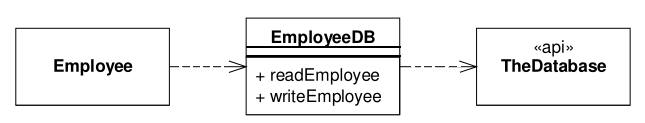 Employee
EmployeeDB
+ readEmployee
+ writeEmployee
«api»
TheDatabase